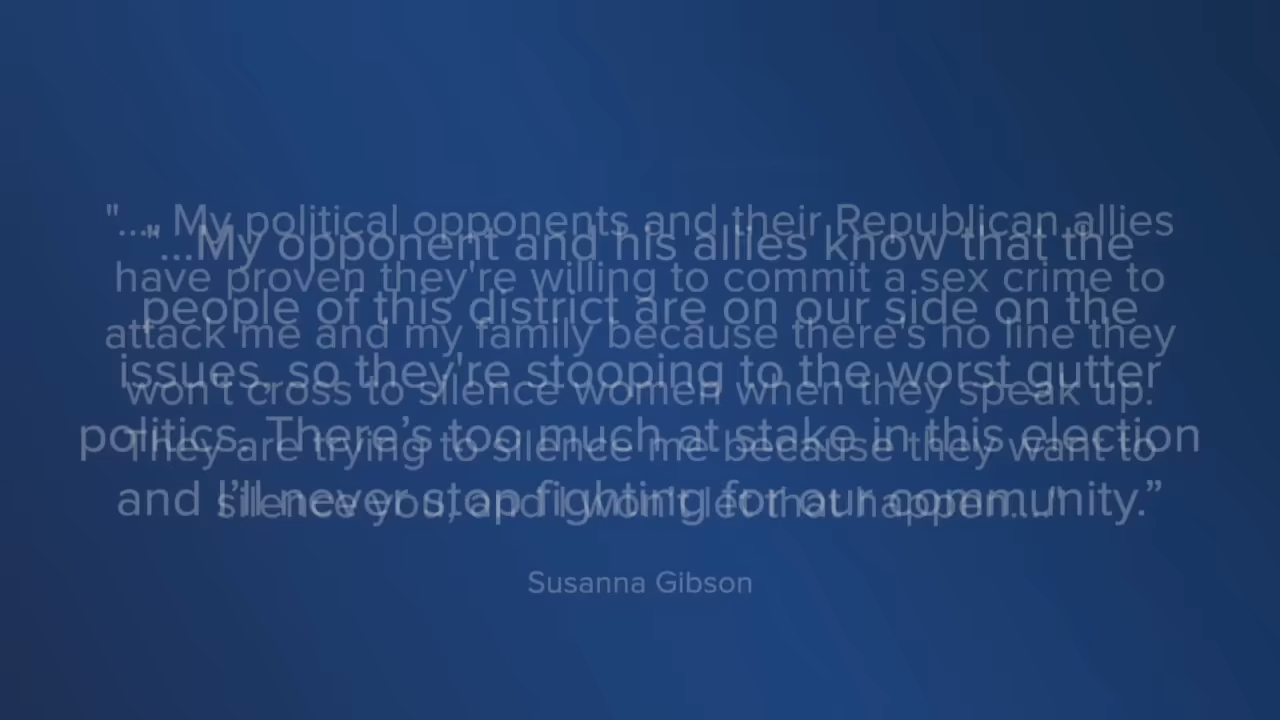 "... My political opponents and their Republican allies
have proven they're willing to commit a sex crime to
attack me and my family because there's no line they
won't cross to silence women when they speak up.
They are trying to silence me because they want to
silence you, and I won't let that happen...."
"...My opponent and his allies know that the
people of this district are on our side on the
issues, so they're stooping to the worst gutter
politics. There’s too much at stake in this election
and I’ll never stop fighting for our community.”
Susanna Gibson